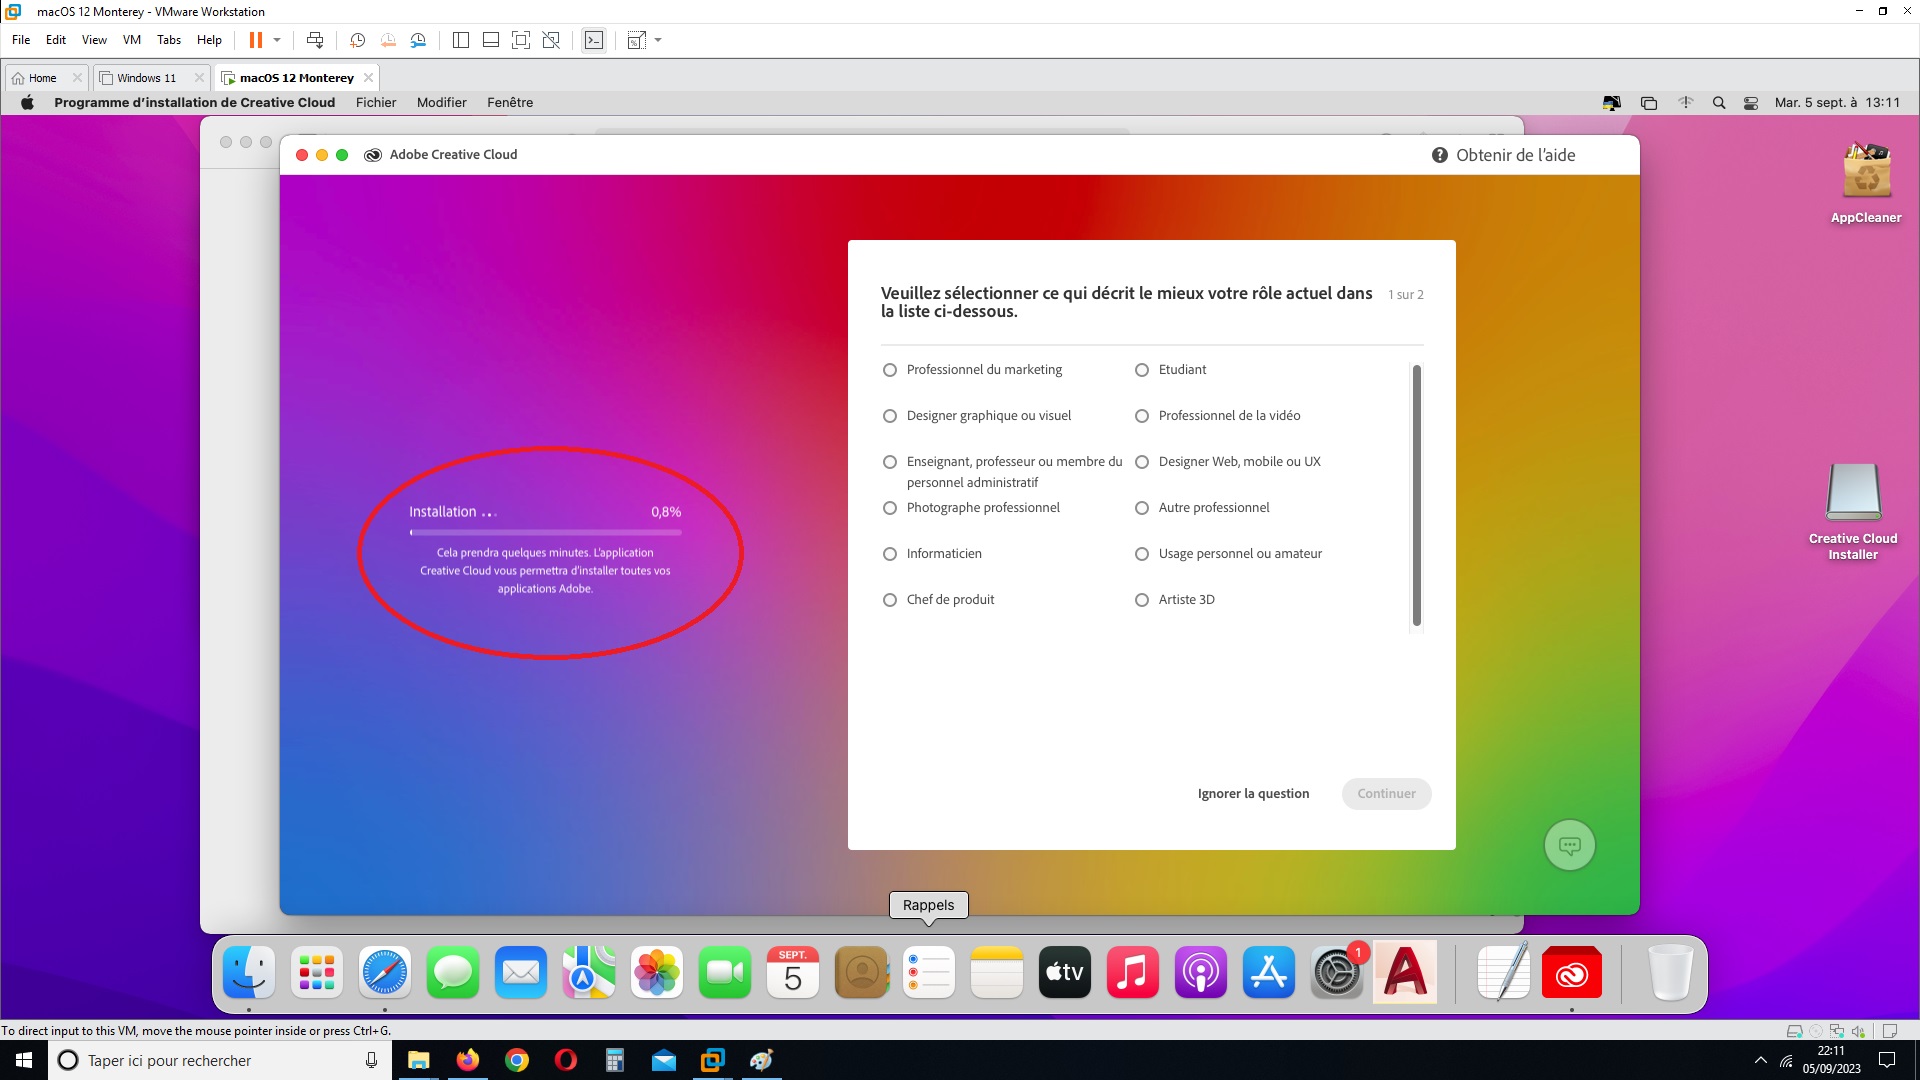 macOS 12 Monterey - VMware Workstation
File Edit View VM Tabs Help
Home Windows 11 macOS 12 Monterey
Programme d'installation de Creative Cloud Fichier Modifier Fenêtre Mar. 5 sept. à 13:11
Adobe Creative Cloud Obtenir de l'aide
AppCleaner
Veuillez sélectionner ce qui décrit le mieux votre rôle actuel dans 1 sur 2
la liste ci-dessous.
Professionnel du marketing Etudiant
Designer graphique ou visuel Professionnel de la vidéo
Enseignant, professeur ou membre du Designer Web, mobile ou UX
personnel administratif
Photographe professionnel Autre professionnel
Informaticien Usage personnel ou amateur
Chef de produit Artiste 3D
Installation ... 0,8%
Cela prendra quelques minutes. L'application
Creative Cloud vous permettra d'installer toutes vos
applications Adobe.
Creative Cloud
Installer
Ignorer la question Continuer
Rappels
SEPT.
5
tv
1
A
To direct input to this VM, move the mouse pointer inside or press Ctrl+G.
Taper ici pour rechercher
22:11
05/09/2023